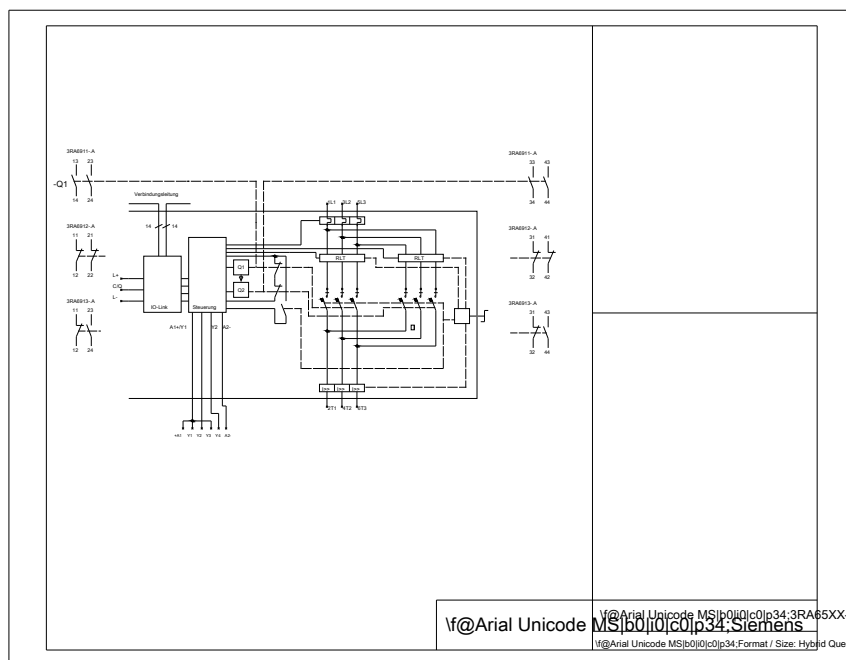 3RA6911-.A
13 23
-Q1
14 24
3RA6911-.A
33 43
34 44
Verbindungsleitung
14 14
1L1 3L2 5L3
3RA6912-.A
11 21
12 22
3RA6912-.A
31 41
32 42
RLT RLT
Q1
Q2
L+
C/Q
L-
IO-Link Steuerung
3RA6913-.A
11 23
12 24
3RA6913-.A
31 43
32 44
A1+/Y1 Y2 A2-
I>> I>> I>>
2T1 4T2 6T3
+A1 Y1 Y2 Y3 Y4 A2-
\f@Arial Unicode MS|b0|i0|c0|p34;Siemens
\f@Arial Unicode MS|b0|i0|c0|p34;3RA65XX-
\f@Arial Unicode MS|b0|i0|c0|p34;Format / Size: Hybrid Que